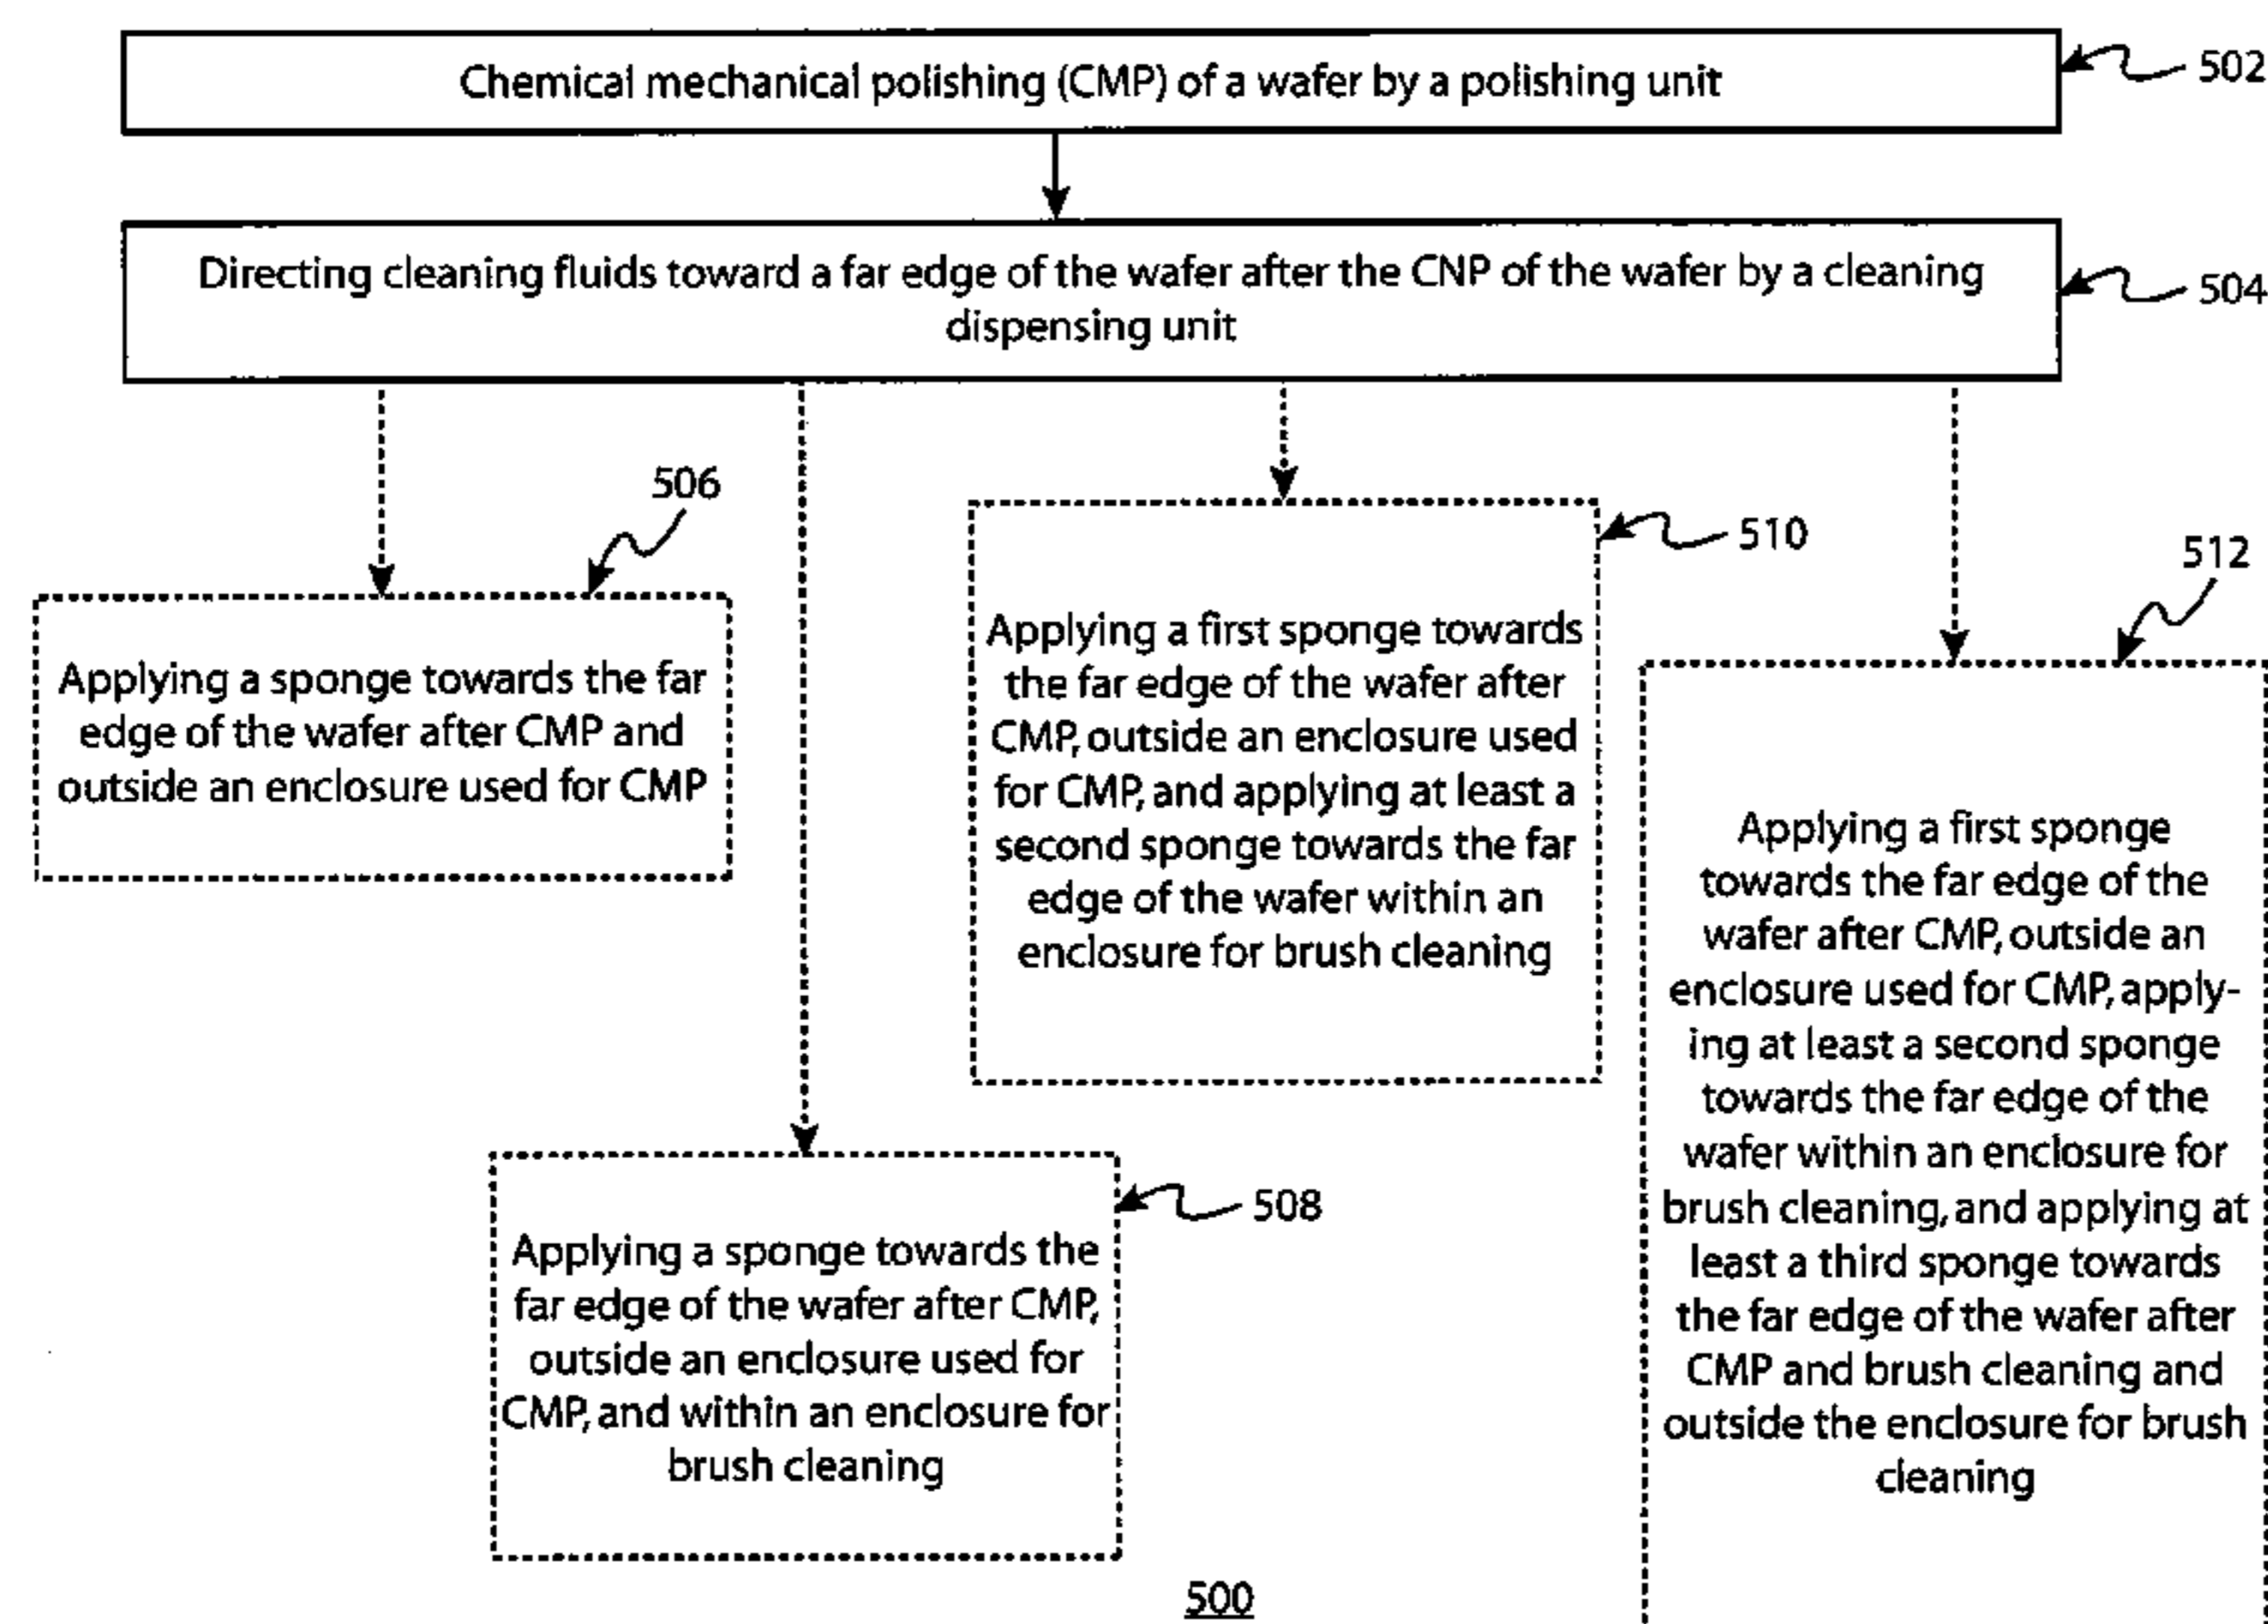 Chemical mechanical polishing (CMP) of a wafer by a polishing unit
502
Directing cleaning fluids toward a far edge of the wafer after the CNP of the wafer by a cleaning
dispensing unit
504
506
Applying a sponge towards the far
edge of the wafer after CMP and
outside an enclosure used for CMP
508
Applying a sponge towards the
far edge of the wafer after CMP,
outside an enclosure used for
CMP, and within an enclosure for
brush cleaning
510
Applying a first sponge towards
the far edge of the wafer after
CMP, outside an enclosure used
for CMP, and applying at least a
second sponge towards the far
edge of the wafer within an
enclosure for brush cleaning
512
Applying a first sponge
towards the far edge of the
wafer after CMP, outside an
enclosure used for CMP, apply-
ing at least a second sponge
towards the far edge of the
wafer within an enclosure for
brush cleaning, and applying at
least a third sponge towards
the far edge of the wafer after
CMP and brush cleaning and
outside the enclosure for brush
cleaning
500